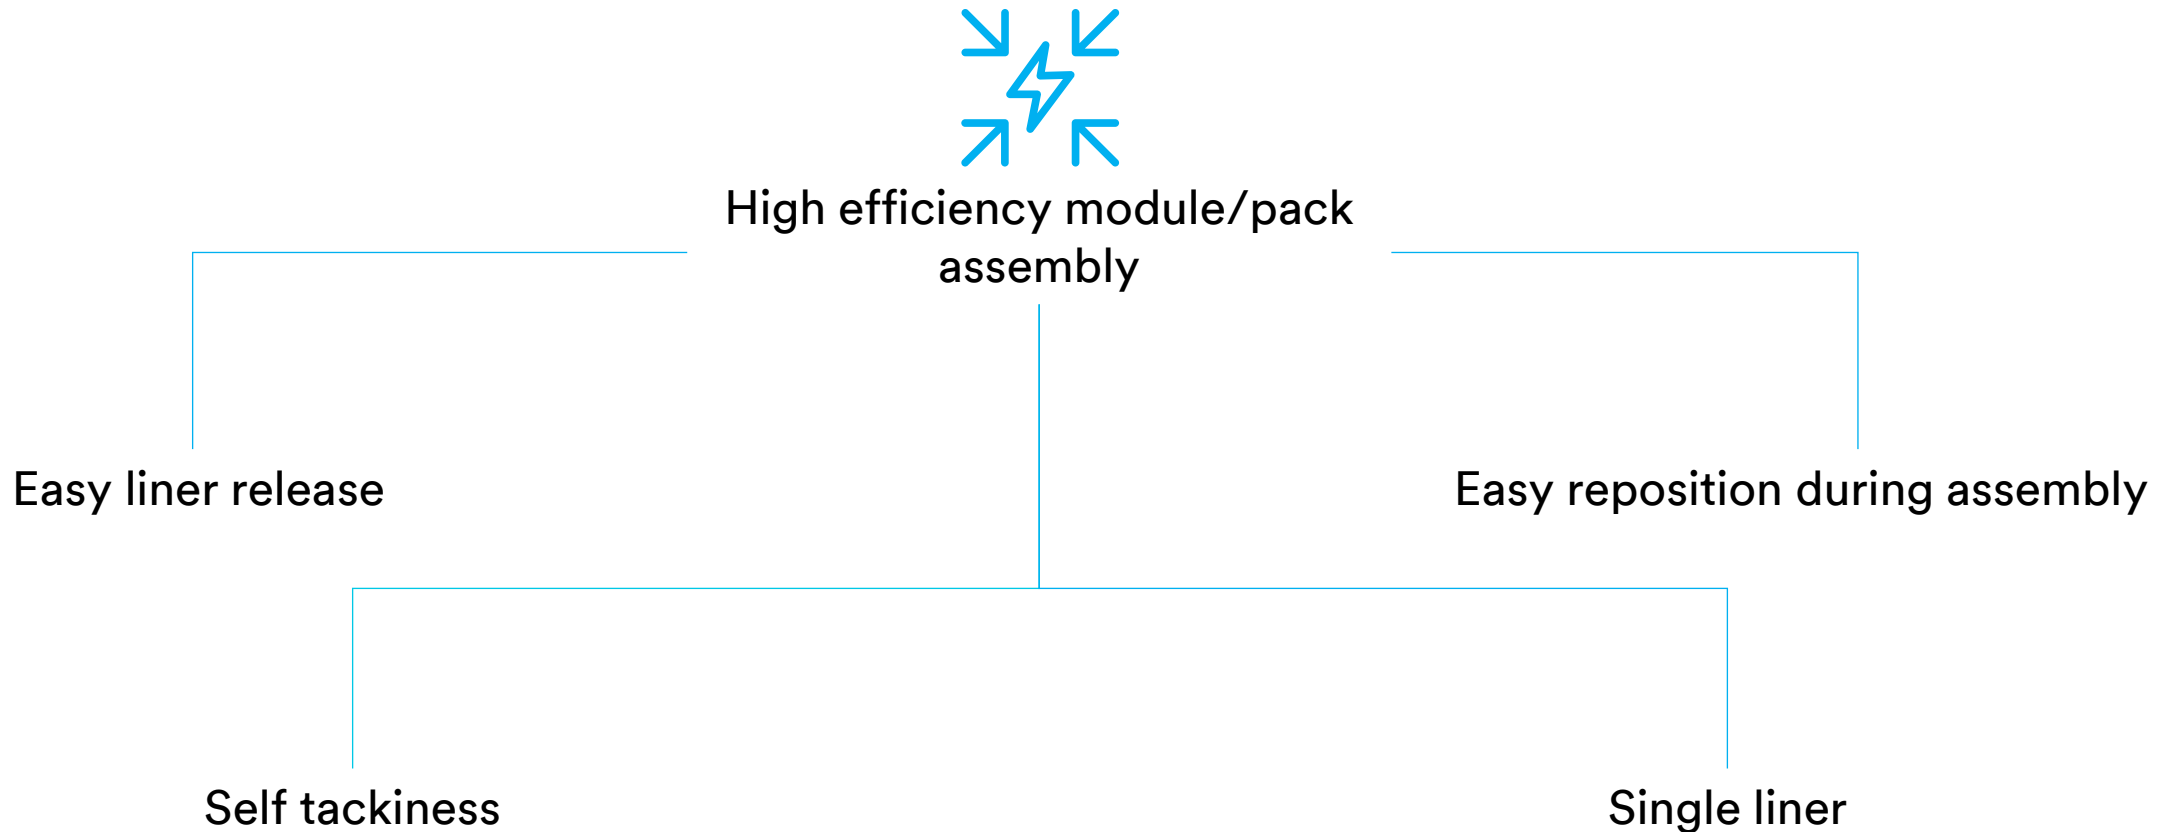 High efficiency module/pack
assembly
Easy liner release
Easy reposition during assembly
Self tackiness
Single liner